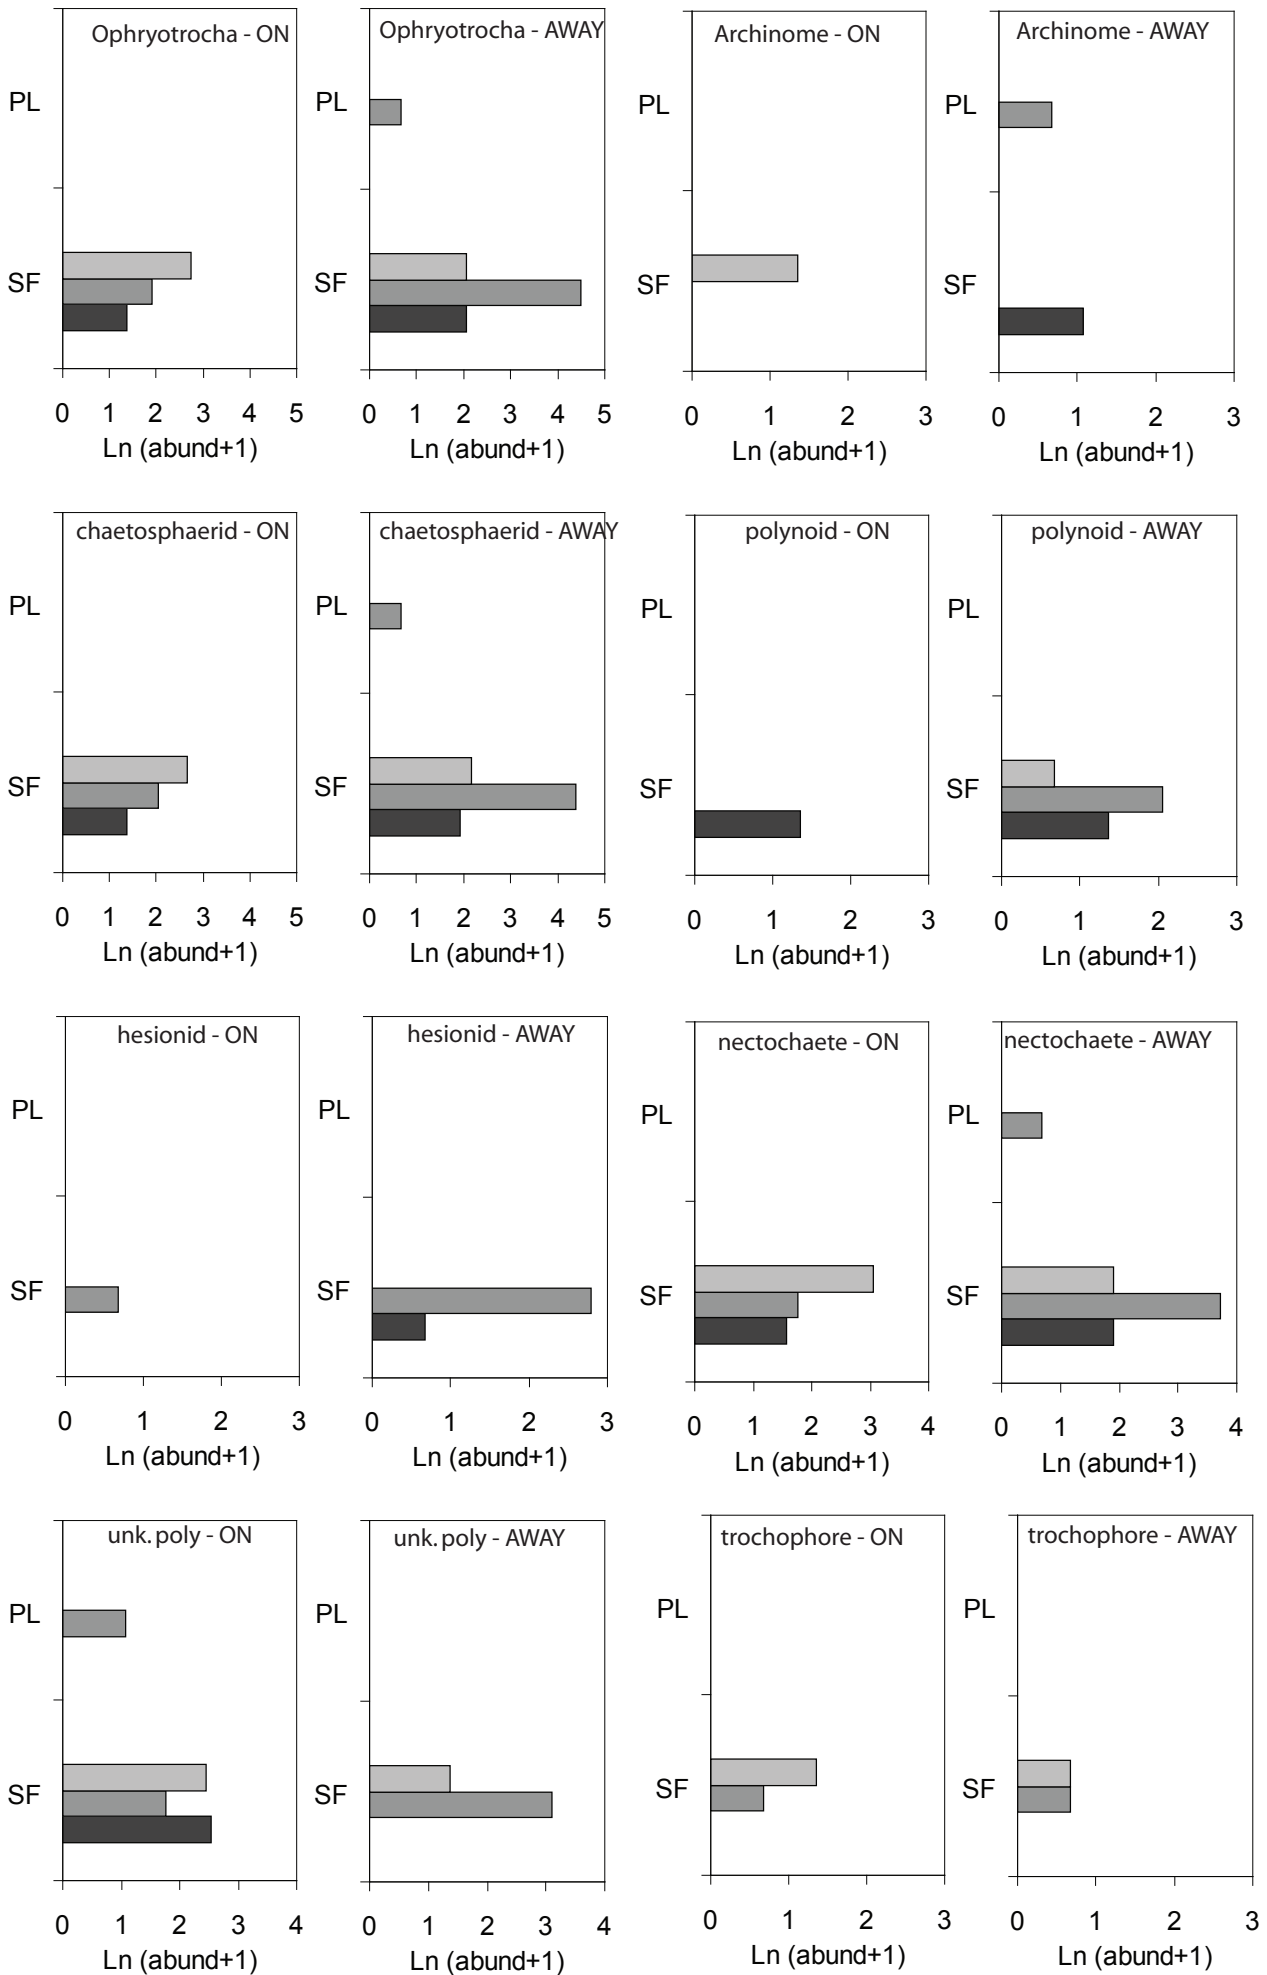 Ophryotrocha - ON
PL
SF
0 1 2 3 4 5
Ln (abund+1)
Ophryotrocha - AWAY
PL
SF
0 1 2 3 4 5
Ln (abund+1)
Archinome - ON
PL
SF
0 1 2 3
Ln (abund+1)
Archinome - AWAY
PL
SF
0 1 2 3
Ln (abund+1)
chaetosphaerid - ON
PL
SF
0 1 2 3 4 5
Ln (abund+1)
chaetosphaerid - AWAY
PL
SF
0 1 2 3 4 5
Ln (abund+1)
polynoid - ON
PL
SF
0 1 2 3
Ln (abund+1)
polynoid - AWAY
PL
SF
0 1 2 3
Ln (abund+1)
hesionid - ON
PL
SF
0 1 2 3
Ln (abund+1)
hesionid - AWAY
PL
SF
0 1 2 3
Ln (abund+1)
nectochaete - ON
PL
SF
0 1 2 3 4
Ln (abund+1)
nectochaete - AWAY
PL
SF
0 1 2 3 4
Ln (abund+1)
unk. poly - ON
PL
SF
0 1 2 3 4
Ln (abund+1)
unk. poly - AWAY
PL
SF
0 1 2 3 4
Ln (abund+1)
trochophore - ON
PL
SF
0 1 2 3
Ln (abund+1)
trochophore - AWAY
PL
SF
0 1 2 3
Ln (abund+1)